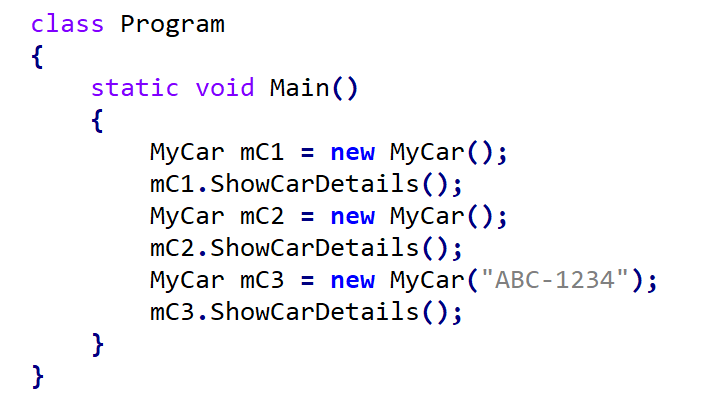 class Program
{
    static void Main()
    {
        MyCar mC1 = new MyCar();
        mC1.ShowCarDetails();
        MyCar mC2 = new MyCar();
        mC2.ShowCarDetails();
        MyCar mC3 = new MyCar("ABC-1234");
        mC3.ShowCarDetails();
    }
}